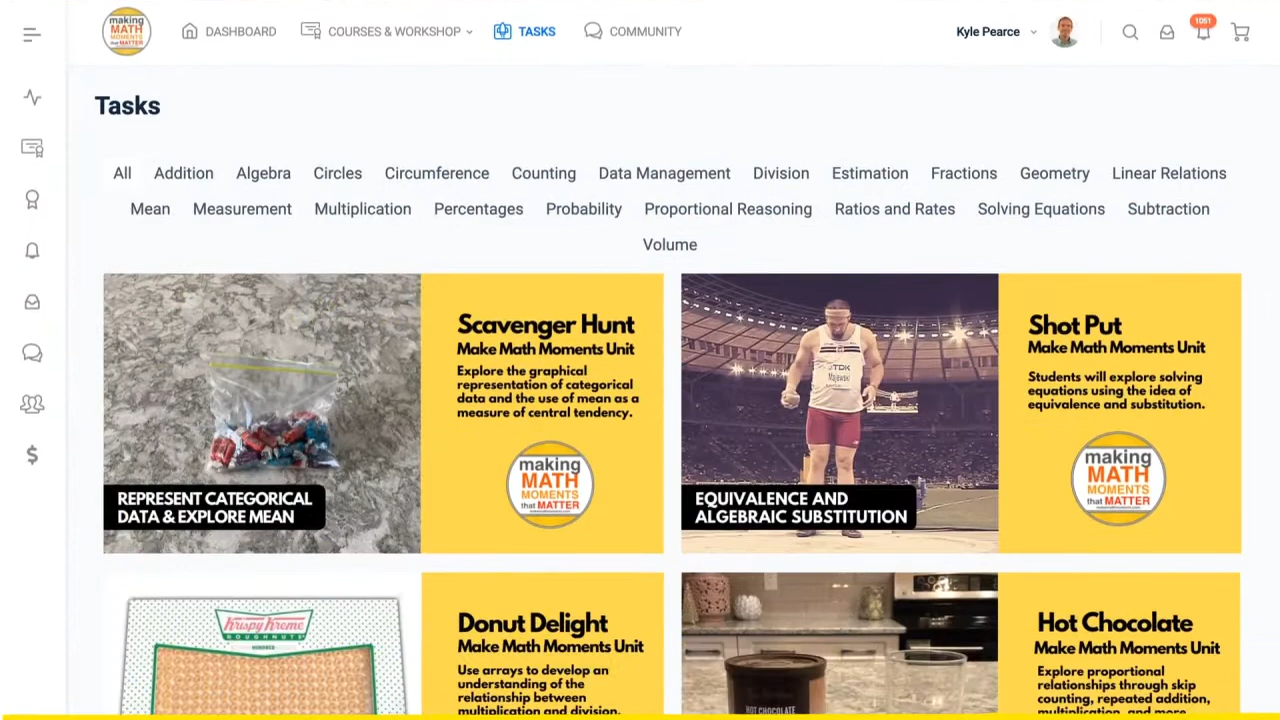 making
MATH
MOMENTS
that MATTER
DASHBOARD
COURSES & WORKSHOP
TASKS
COMMUNITY
Kyle Pearce
1051
Tasks
All Addition Algebra Circles Circumference Counting Data Management Division Estimation Fractions Geometry Linear Relations
Mean Measurement Multiplication Percentages Probability Proportional Reasoning Ratios and Rates Solving Equations Subtraction
Volume
Scavenger Hunt
Make Math Moments Unit
Explore the graphical
representation of categorical
data and the use of mean as a
measure of central tendency.
making
MATH
MOMENTS
that MATTER
REPRESENT CATEGORICAL
DATA & EXPLORE MEAN
TDK
Majewski
Shot Put
Make Math Moments Unit
Students will explore solving
equations using the idea of
equivalence and substitution.
making
MATH
MOMENTS
that MATTER
EQUIVALENCE AND
ALGEBRAIC SUBSTITUTION
Krispy Kreme
DOUGHNUTS
Donut Delight
Make Math Moments Unit
Use arrays to develop an
understanding of the
relationship between
multiplication and division.
HOT CHOCOLATE
Hot Chocolate
Make Math Moments Unit
Explore proportional
relationships through skip
counting, repeated addition,
multiplication, and more.